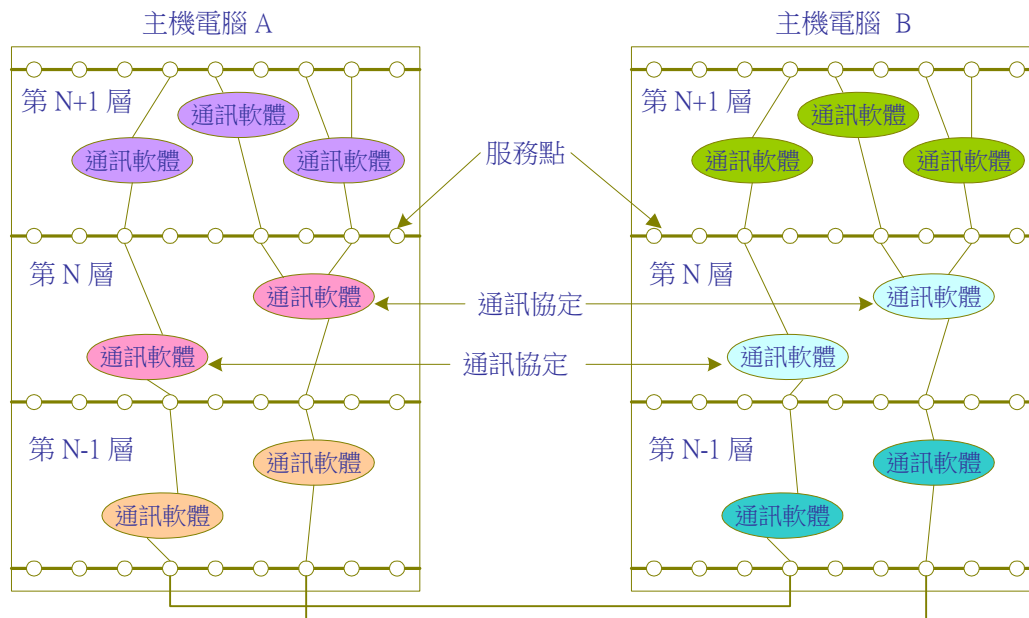 主機電腦 A
主機電腦 B
第 N+1 層
通訊軟體
通訊軟體
通訊軟體
服務點
第 N+1 層
通訊軟體
通訊軟體
通訊軟體
第 N 層
通訊軟體
通訊軟體
通訊協定
通訊協定
第 N 層
通訊軟體
通訊軟體
第 N-1 層
通訊軟體
通訊軟體
第 N-1 層
通訊軟體
通訊軟體